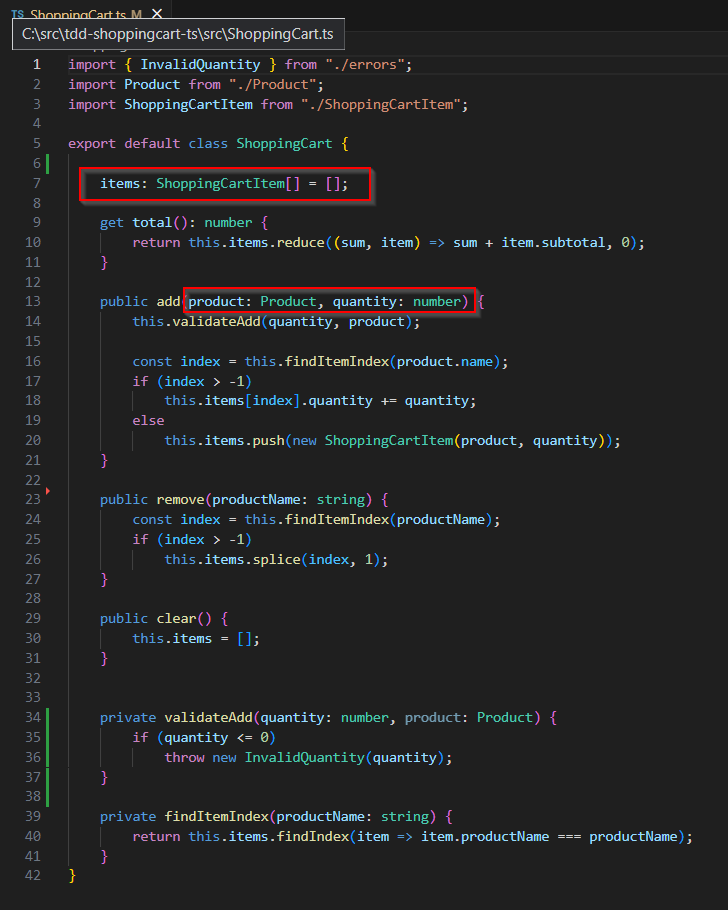 TS ShoppingCart.ts M ✕
C:\src\tdd-shoppingcart-ts\src\ShoppingCart.ts
1 import { InvalidQuantity } from "./errors";
2 import Product from "./Product";
3 import ShoppingCartItem from "./ShoppingCartItem";
4
5 export default class ShoppingCart {
6
7     items: ShoppingCartItem[] = [];
8
9     get total(): number {
10         return this.items.reduce((sum, item) => sum + item.subtotal, 0);
11     }
12
13     public add(product: Product, quantity: number) {
14         this.validateAdd(quantity, product);
15
16         const index = this.findItemIndex(product.name);
17         if (index > -1)
18             this.items[index].quantity += quantity;
19         else
20             this.items.push(new ShoppingCartItem(product, quantity));
21     }
22
23     public remove(productName: string) {
24         const index = this.findItemIndex(productName);
25         if (index > -1)
26             this.items.splice(index, 1);
27     }
28
29     public clear() {
30         this.items = [];
31     }
32
33
34     private validateAdd(quantity: number, product: Product) {
35         if (quantity <= 0)
36             throw new InvalidQuantity(quantity);
37     }
38
39     private findItemIndex(productName: string) {
40         return this.items.findIndex(item => item.productName === productName);
41     }
42 }